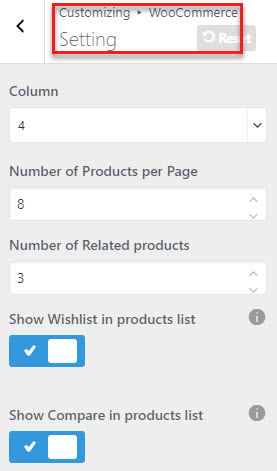 Customizing ▸ WooCommerce
Setting
Reset
Column
4
Number of Products per Page
8
Number of Related products
3
Show Wishlist in products list
Show Compare in products list